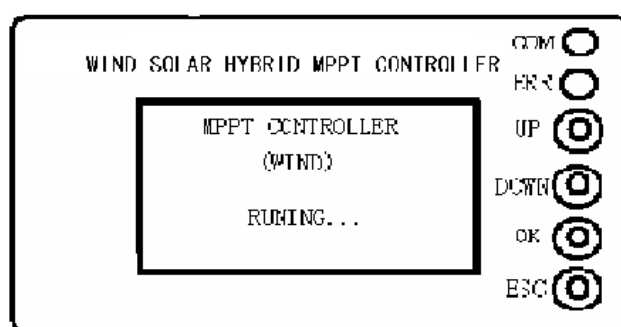 WIND SOLAR HYBRID MPPT CONTROLLER
MPPT CONTROLLER
(WIND)
RUNING...
COM
ERR
UP
DOWN
OK
ESC